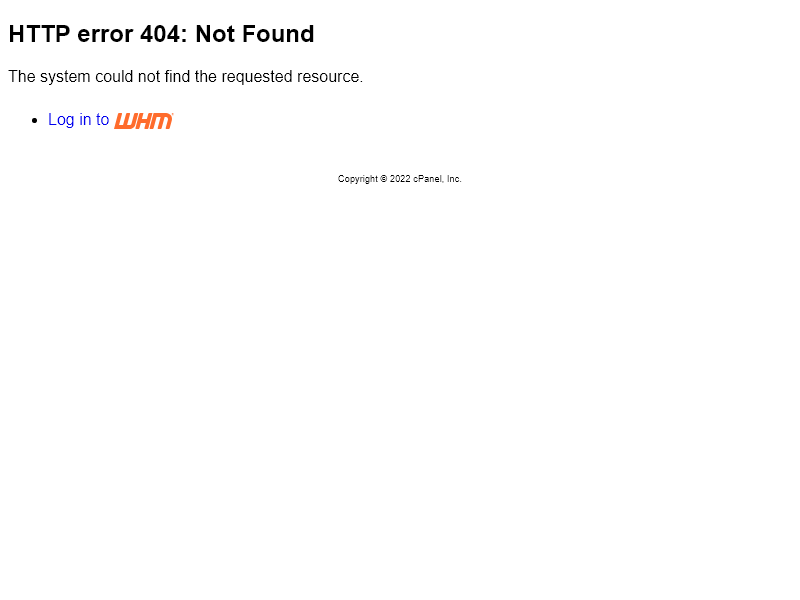 HTTP error 404: Not Found
The system could not find the requested resource.
Log in to WHM
Copyright © 2022 cPanel, Inc.